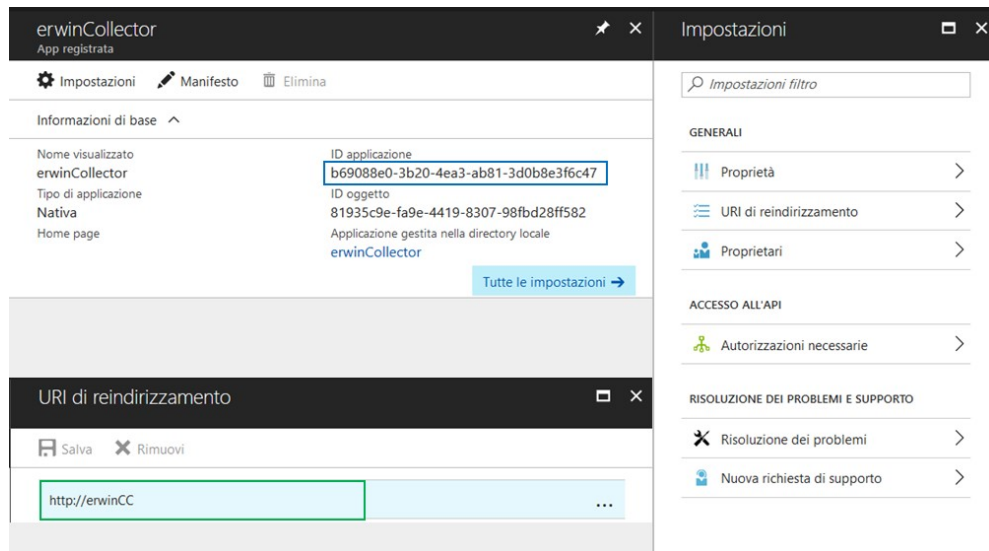 erwinCollector
App registrata
Impostazioni Manifesto Elimina
Informazioni di base
Nome visualizzato
erwinCollector
Tipo di applicazione
Nativa
Home page
ID applicazione
b69088e0-3b20-4ea3-ab81-3d0b8e3f6c47
ID oggetto
81935c9e-fa9e-4419-8307-98fbd28ff582
Applicazione gestita nella directory locale
erwinCollector
Tutte le impostazioni
URI di reindirizzamento
Salva Rimuovi
http://erwinCC
...
Impostazioni
Impostazioni filtro
GENERALI
Proprietà
URI di reindirizzamento
Proprietari
ACCESSO ALL'API
Autorizzazioni necessarie
RISOLUZIONE DEI PROBLEMI E SUPPORTO
Risoluzione dei problemi
Nuova richiesta di supporto